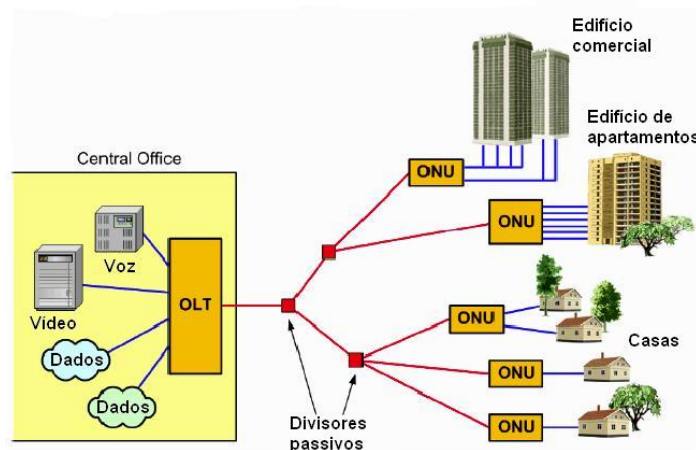 Edifício
comercial
Edifício de
apartamentos
Central Office
ONU
ONU
Voz
OLT
Vídeo
ONU
Casas
Dados
ONU
Dados
Divisores
passivos
ONU